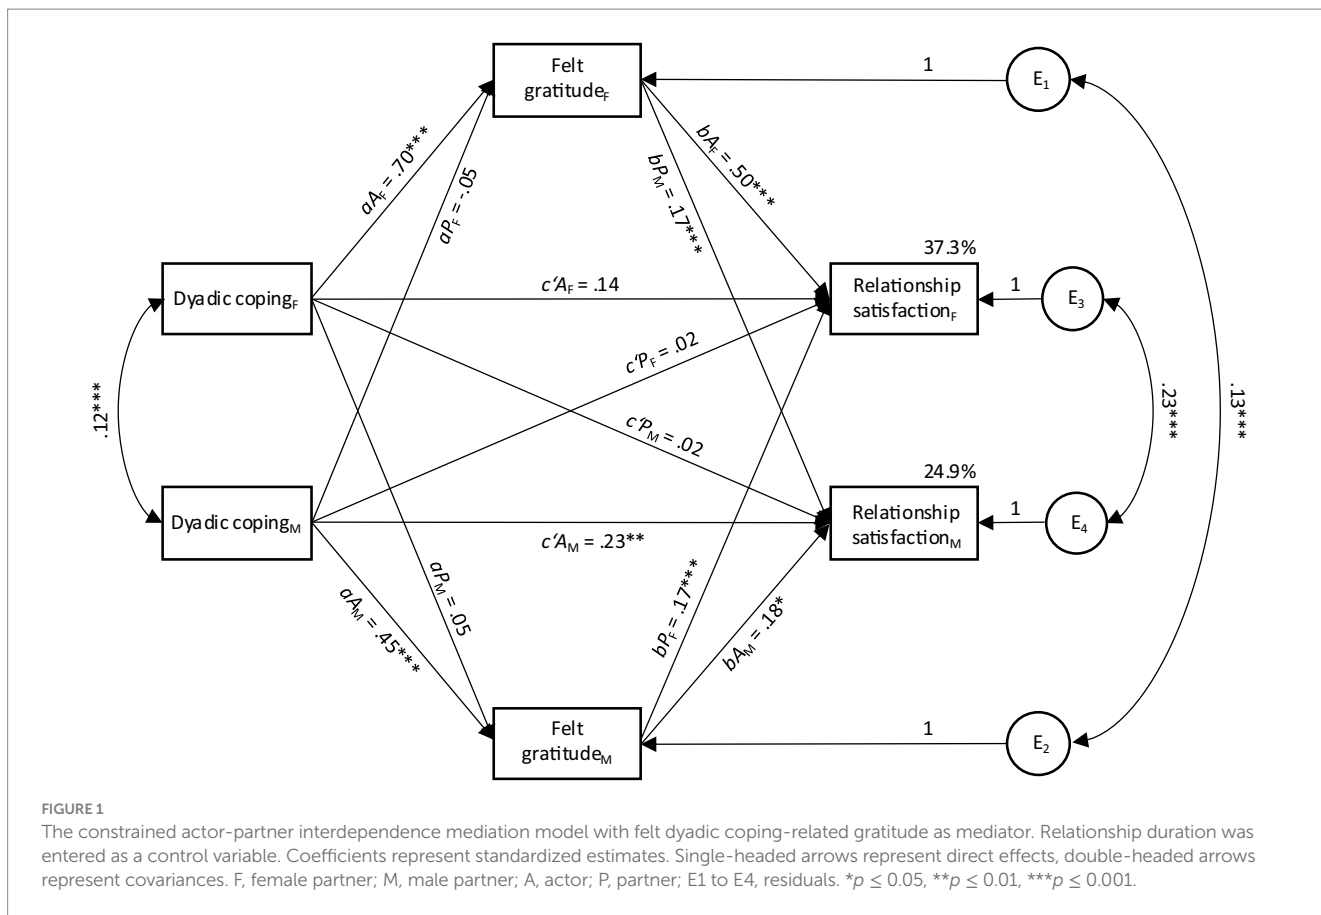 Felt
gratitudeF
1
E1
aAF = .70***
aPF = -.05
bAF = .50***
bPM = .17***
37.3%
Dyadic copingF
c‘AF = .14
Relationship
satisfactionF
1
E3
c‘PF = .02
.12***
.23***
.13***
c‘PM = .02
24.9%
Dyadic copingM
c‘AM = .23**
Relationship
satisfactionM
1
E4
aAM = .45***
aPM = .05
bPF = .17***
bAM = .18*
Felt
gratitudeM
1
E2
FIGURE 1
The constrained actor-partner interdependence mediation model with felt dyadic coping-related gratitude as mediator. Relationship duration was
entered as a control variable. Coefficients represent standardized estimates. Single-headed arrows represent direct effects, double-headed arrows
represent covariances. F, female partner; M, male partner; A, actor; P, partner; E1 to E4, residuals. *p ≤ 0.05, **p ≤ 0.01, ***p ≤ 0.001.